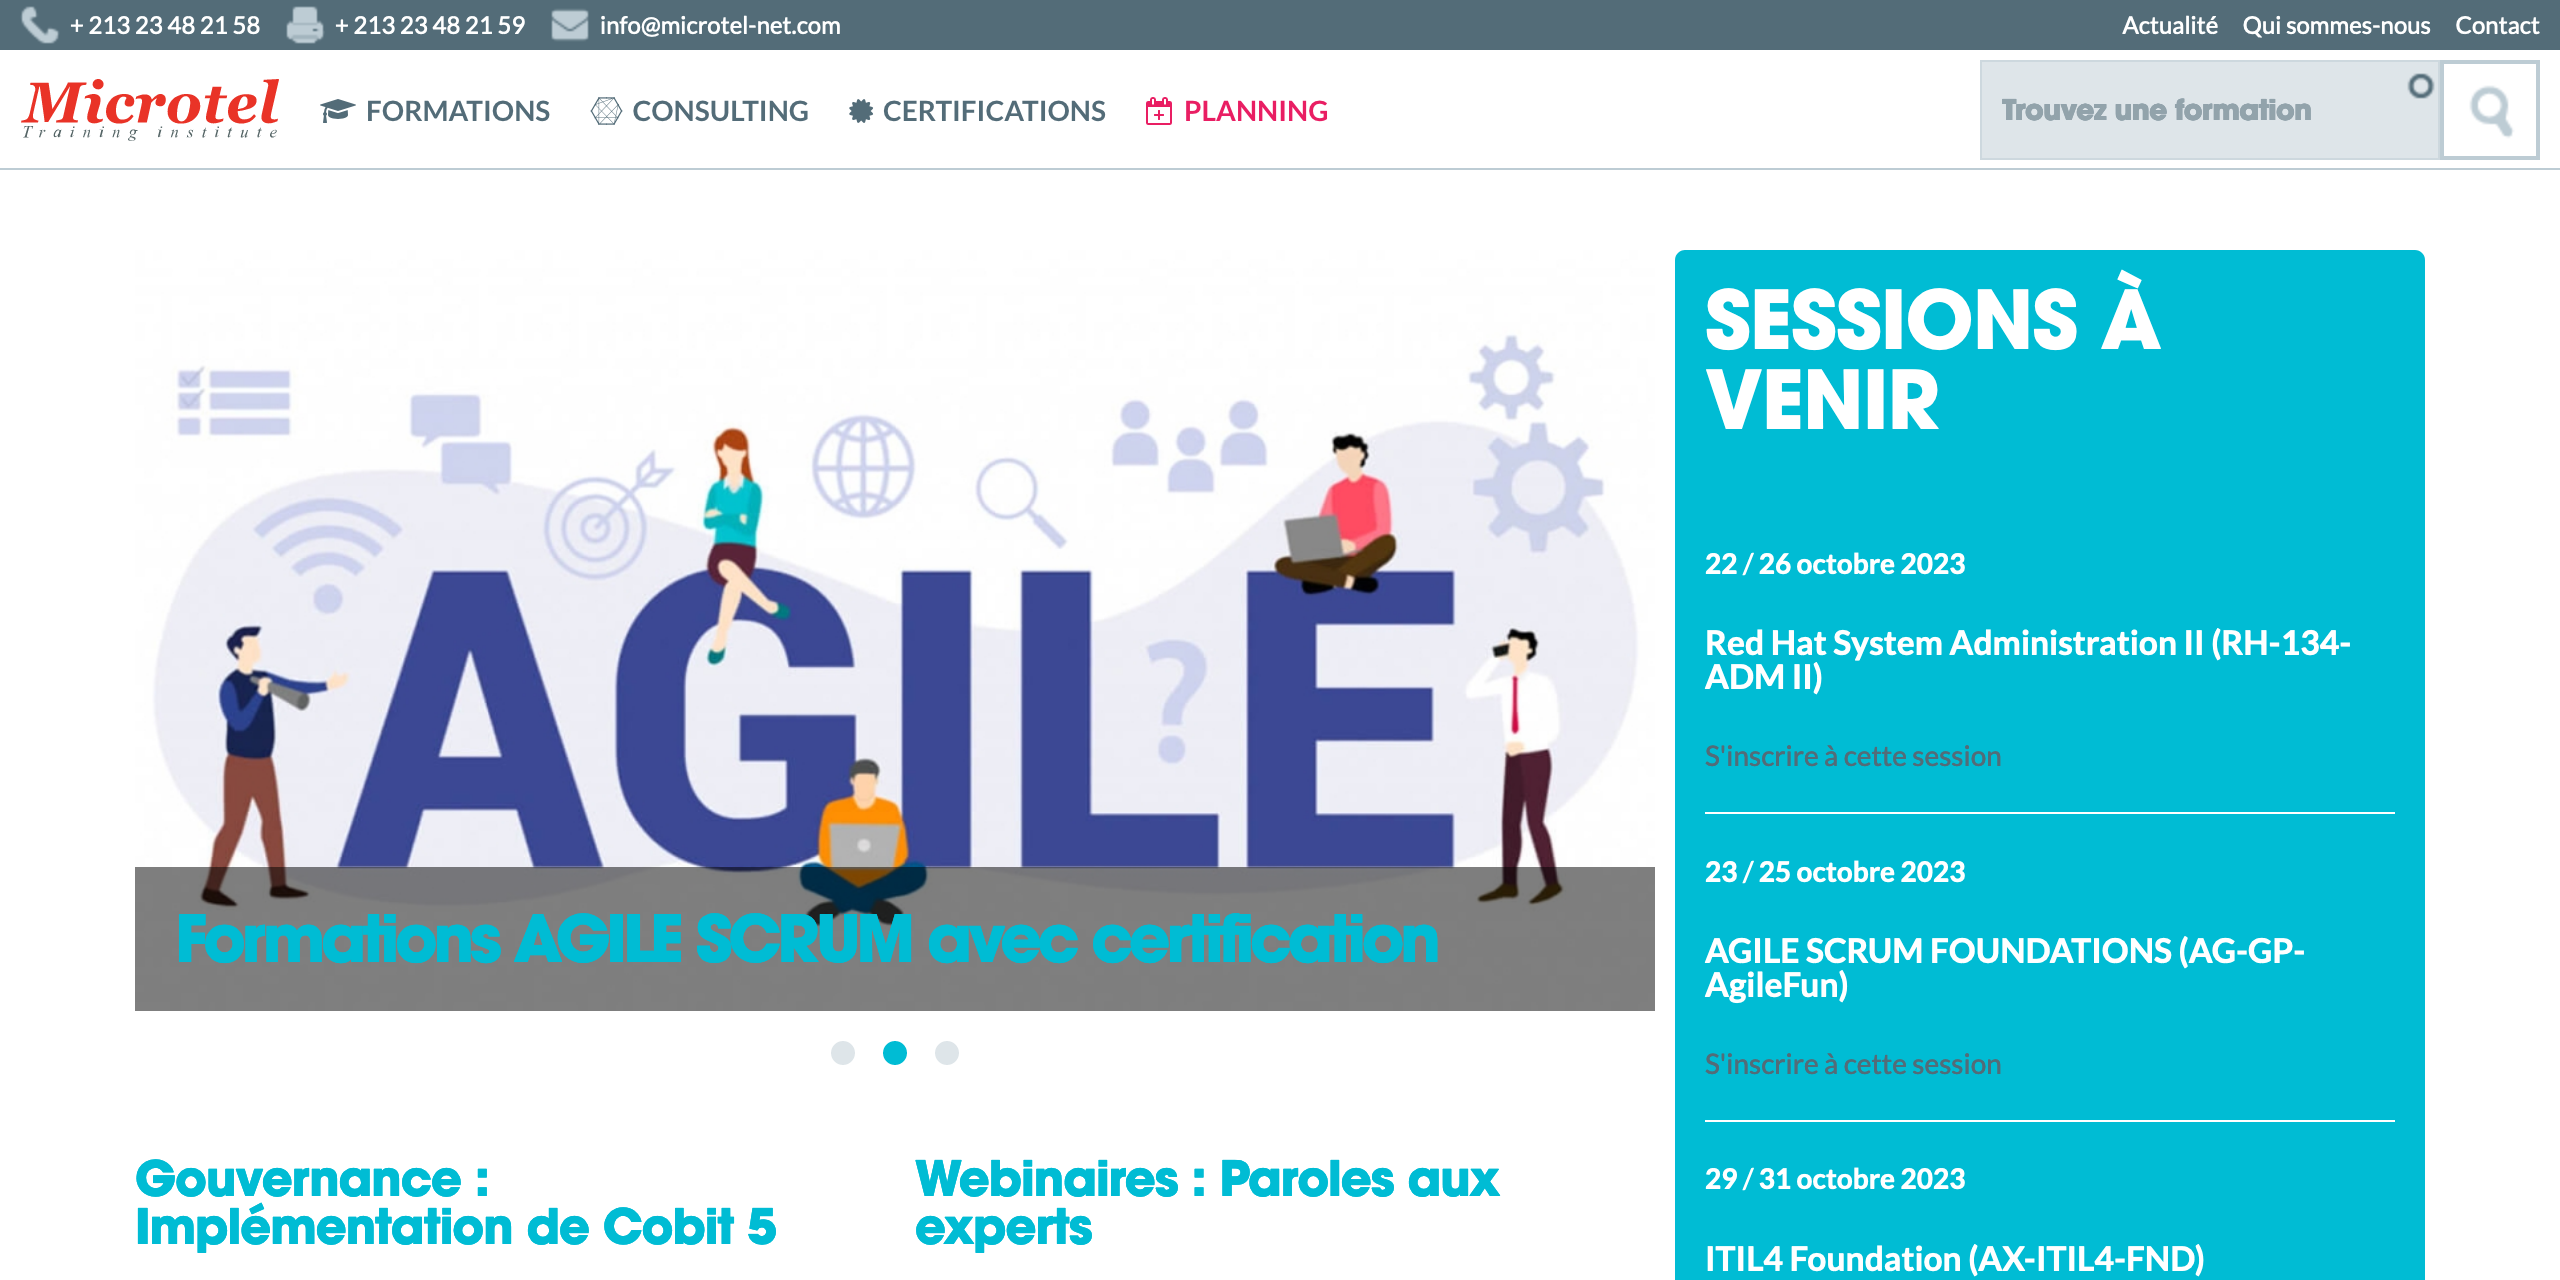 + 213 23 48 21 58
+ 213 23 48 21 59
info@microtel-net.com
Actualité
Qui sommes-nous
Contact
Microtel
Training institute
FORMATIONS
CONSULTING
CERTIFICATIONS
PLANNING
Trouvez une formation
AGILE
?
Formations AGILE SCRUM avec certification
Gouvernance :
Implémentation de Cobit 5
Webinaires : Paroles aux
experts
SESSIONS À
VENIR
22 / 26 octobre 2023
Red Hat System Administration II (RH-134-
ADM II)
S'inscrire à cette session
23 / 25 octobre 2023
AGILE SCRUM FOUNDATIONS (AG-GP-
AgileFun)
S'inscrire à cette session
29 / 31 octobre 2023
ITIL4 Foundation (AX-ITIL4-FND)